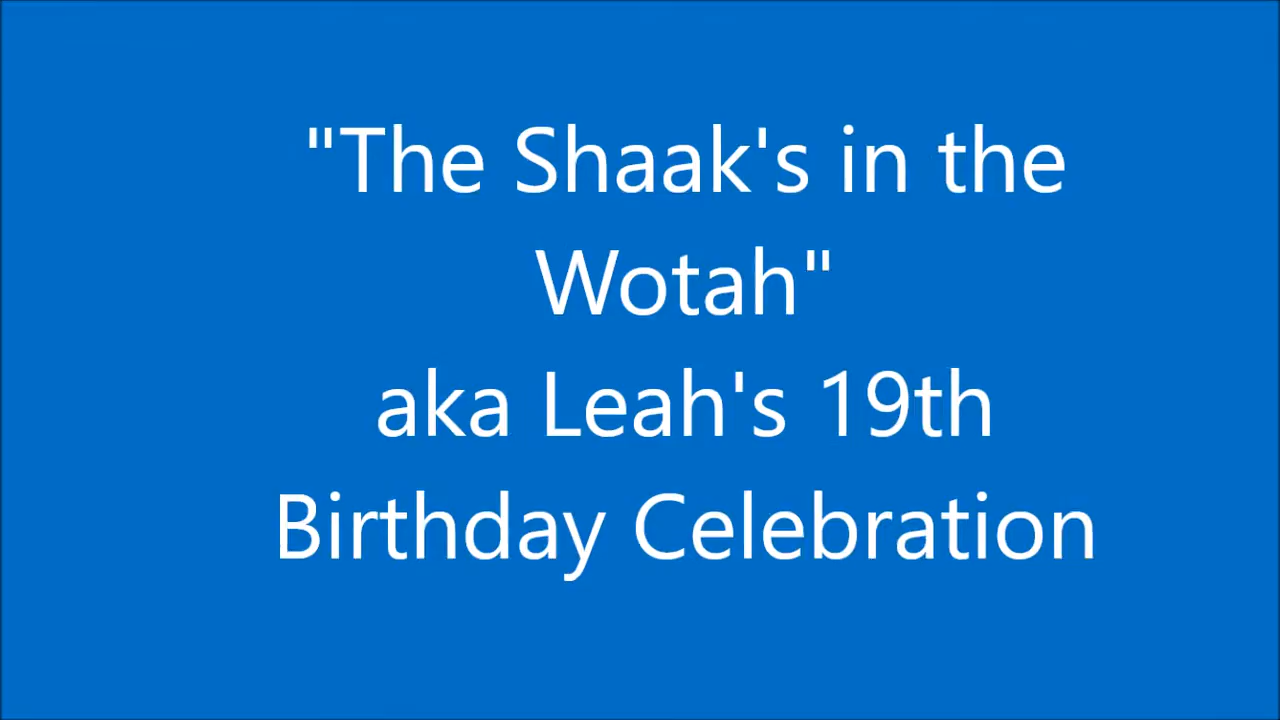 "The Shaak's in the
Wotah"
aka Leah's 19th
Birthday Celebration